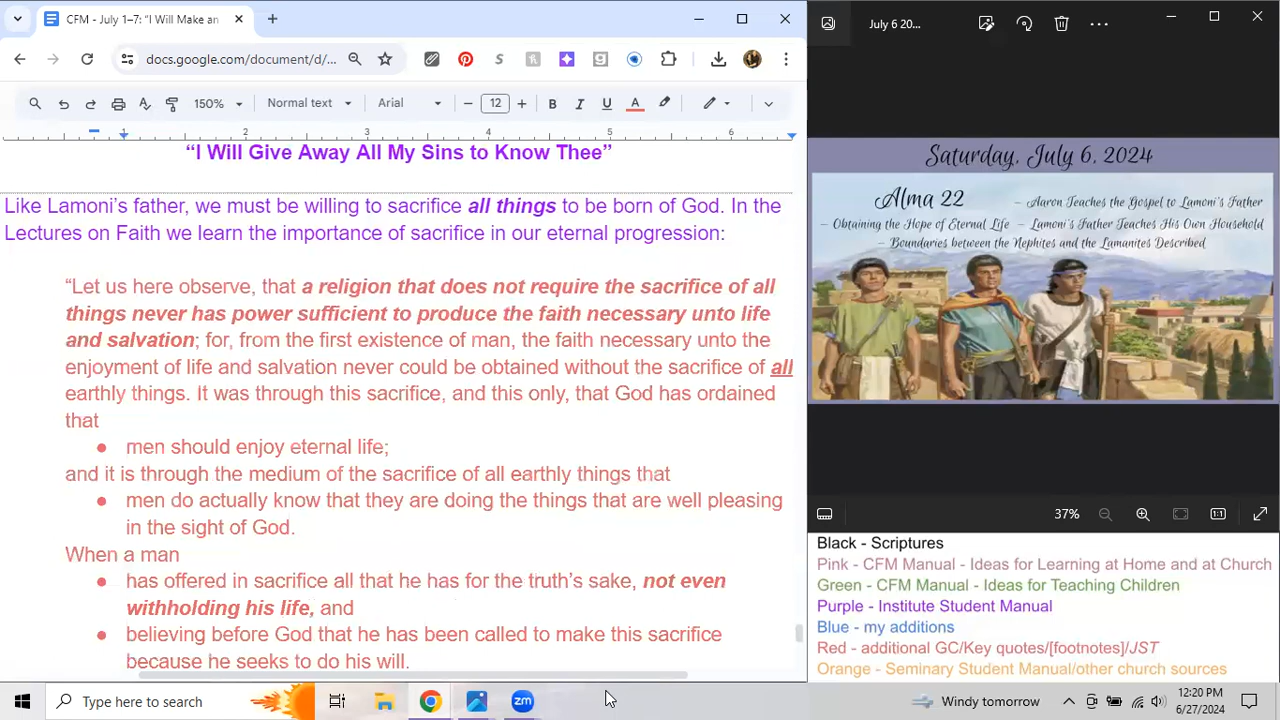 CFM - July 1–7: “I Will Make an
docs.google.com/document/d/...
150%
Normal text
Arial
12
B I U A
1 2 3 4 5 6
“I Will Give Away All My Sins to Know Thee”
Like Lamoni’s father, we must be willing to sacrifice all things to be born of God. In the
Lectures on Faith we learn the importance of sacrifice in our eternal progression:
“Let us here observe, that a religion that does not require the sacrifice of all
things never has power sufficient to produce the faith necessary unto life
and salvation; for, from the first existence of man, the faith necessary unto the
enjoyment of life and salvation never could be obtained without the sacrifice of all
earthly things. It was through this sacrifice, and this only, that God has ordained
that
● men should enjoy eternal life;
and it is through the medium of the sacrifice of all earthly things that
● men do actually know that they are doing the things that are well pleasing
in the sight of God.
When a man
● has offered in sacrifice all that he has for the truth’s sake, not even
withholding his life, and
● believing before God that he has been called to make this sacrifice
because he seeks to do his will.
July 6 20...
Saturday, July 6, 2024
Alma 22
– Aaron Teaches the Gospel to Lamoni's Father
– Obtaining the Hope of Eternal Life – Lamoni's Father Teaches His Own Household
– Boundaries between the Nephites and the Lamanites Described
37%
1:1
Black - Scriptures
Pink - CFM Manual - Ideas for Learning at Home and at Church
Green - CFM Manual - Ideas for Teaching Children
Purple - Institute Student Manual
Blue - my additions
Red - additional GC/Key quotes/[footnotes]/JST
Orange - Seminary Student Manual/other church sources
Type here to search
zm
Windy tomorrow
12:20 PM
6/27/2024